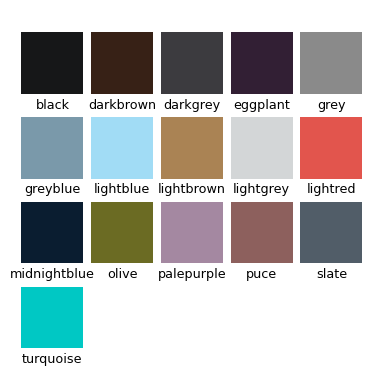 black darkbrown darkgrey eggplant grey
greyblue lightblue lightbrown lightgrey lightred
midnightblue olive palepurple puce slate
turquoise